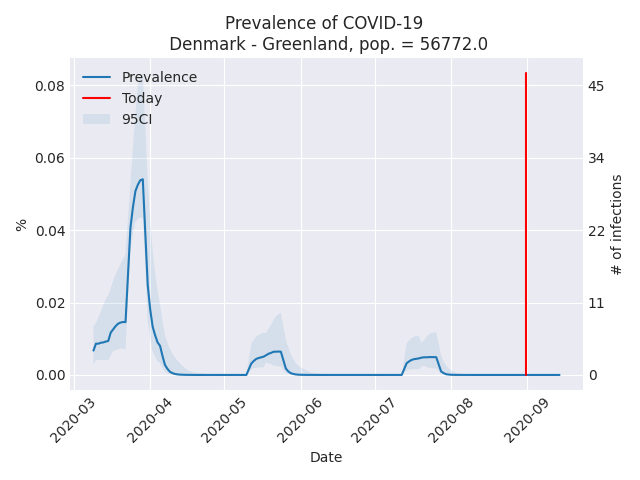 Prevalence of COVID-19
Denmark - Greenland, pop. = 56772.0
Prevalence
Today
95CI
0.08
0.06
0.04
0.02
0.00
%
45
34
22
11
0
# of infections
2020-03
2020-04
2020-05
2020-06
2020-07
2020-08
2020-09
Date